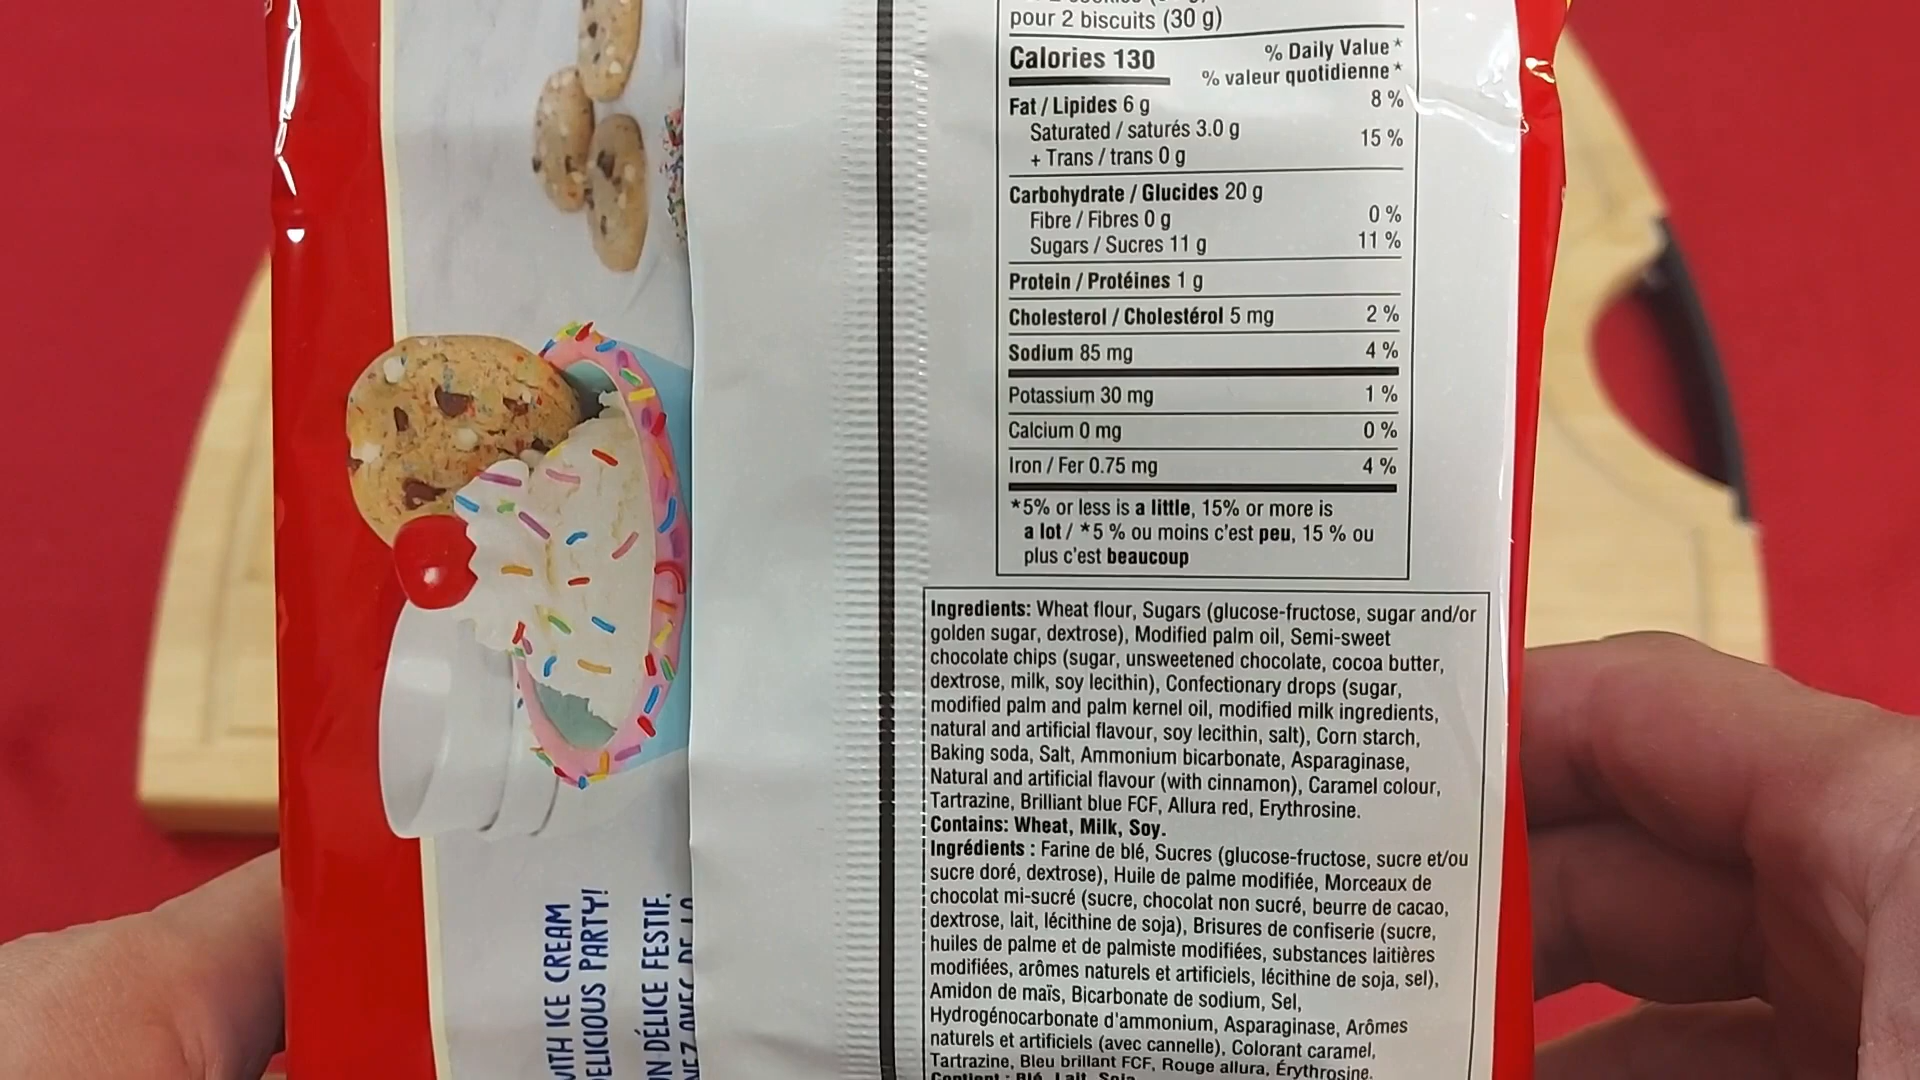 pour 2 biscuits (30 g)
Calories 130
% Daily Value*
% valeur quotidienne*
Fat / Lipides 6 g 8 %
Saturated / saturés 3.0 g
+ Trans / trans 0 g
15 %
Carbohydrate / Glucides 20 g
Fibre / Fibres 0 g 0 %
Sugars / Sucres 11 g 11 %
Protein / Protéines 1 g
Cholesterol / Cholestérol 5 mg 2 %
Sodium 85 mg 4 %
Potassium 30 mg 1 %
Calcium 0 mg 0 %
Iron / Fer 0.75 mg 4 %
*5% or less is a little, 15% or more is
a lot / *5 % ou moins c'est peu, 15 % ou
plus c'est beaucoup
Ingredients: Wheat flour, Sugars (glucose-fructose, sugar and/or
golden sugar, dextrose), Modified palm oil, Semi-sweet
chocolate chips (sugar, unsweetened chocolate, cocoa butter,
dextrose, milk, soy lecithin), Confectionary drops (sugar,
modified palm and palm kernel oil, modified milk ingredients,
natural and artificial flavour, soy lecithin, salt), Corn starch,
Baking soda, Salt, Ammonium bicarbonate, Asparaginase,
Natural and artificial flavour (with cinnamon), Caramel colour,
Tartrazine, Brilliant blue FCF, Allura red, Erythrosine.
Contains: Wheat, Milk, Soy.
Ingrédients : Farine de blé, Sucres (glucose-fructose, sucre et/ou
sucre doré, dextrose), Huile de palme modifiée, Morceaux de
chocolat mi-sucré (sucre, chocolat non sucré, beurre de cacao,
dextrose, lait, lécithine de soja), Brisures de confiserie (sucre,
huiles de palme et de palmiste modifiées, substances laitières
modifiées, arômes naturels et artificiels, lécithine de soja, sel),
Amidon de maïs, Bicarbonate de sodium, Sel,
Hydrogénocarbonate d'ammonium, Asparaginase, Arômes
naturels et artificiels (avec cannelle), Colorant caramel,
Tartrazine, Bleu brillant FCF, Rouge allura, Érythrosine.
Contient : Blé, Lait, Soja
ICE CREAM
PARTY!
DÉLICE FESTIF.